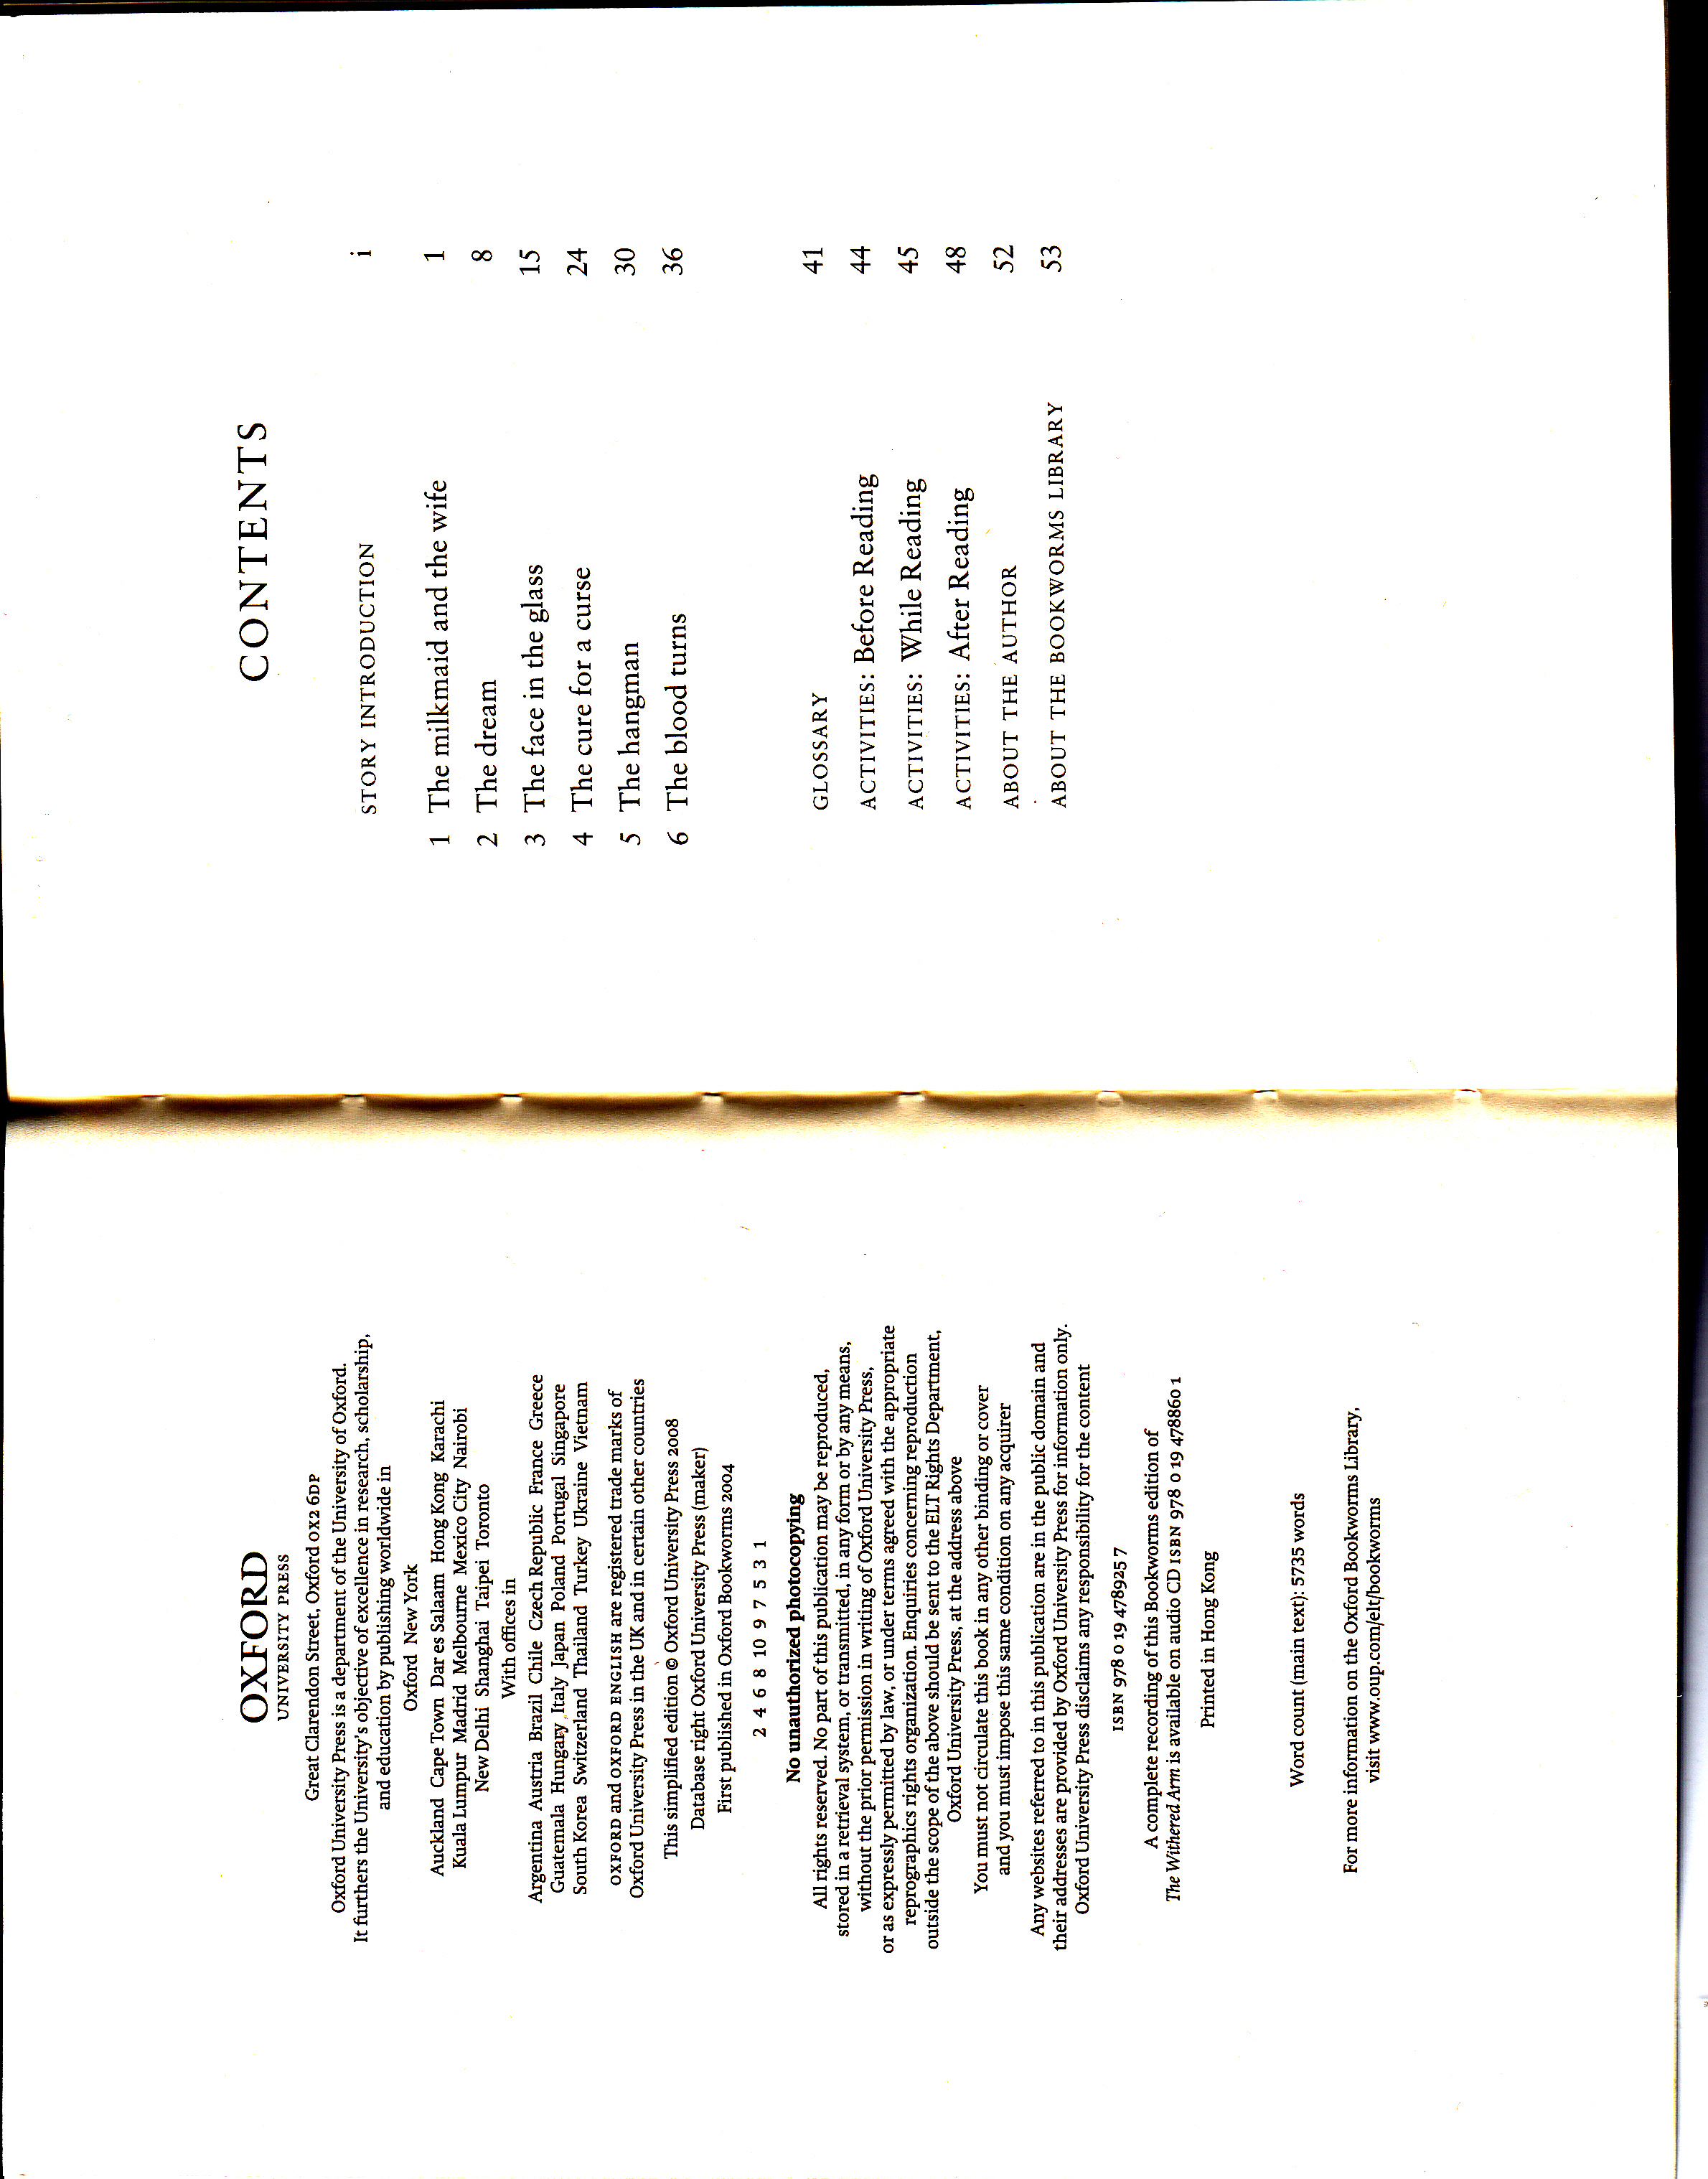 OXFORD
UNIVERSITY PRESS
Great Clarendon Street, Oxford OX2 6DP
Oxford University Press is a department of the University of Oxford.
It furthers the University's objective of excellence in research, scholarship,
and education by publishing worldwide in
Oxford New York
Auckland Cape Town Dar es Salaam Hong Kong Karachi
Kuala Lumpur Madrid Melbourne Mexico City Nairobi
New Delhi Shanghai Taipei Toronto
With offices in
Argentina Austria Brazil Chile Czech Republic France Greece
Guatemala Hungary Italy Japan Poland Portugal Singapore
South Korea Switzerland Thailand Turkey Ukraine Vietnam
OXFORD and OXFORD ENGLISH are registered trade marks of
Oxford University Press in the UK and in certain other countries
This simplified edition © Oxford University Press 2008
Database right Oxford University Press (maker)
First published in Oxford Bookworms 2004
2 4 6 8 10 9 7 5 3 1
No unauthorized photocopying
All rights reserved. No part of this publication may be reproduced,
stored in a retrieval system, or transmitted, in any form or by any means,
without the prior permission in writing of Oxford University Press,
or as expressly permitted by law, or under terms agreed with the appropriate
reprographics rights organization. Enquiries concerning reproduction
outside the scope of the above should be sent to the ELT Rights Department,
Oxford University Press, at the address above
You must not circulate this book in any other binding or cover
and you must impose this same condition on any acquirer
Any websites referred to in this publication are in the public domain and
their addresses are provided by Oxford University Press for information only.
Oxford University Press disclaims any responsibility for the content
ISBN 978 0 19 478925 7
A complete recording of this Bookworms edition of
The Withered Arm is available on audio CD ISBN 978 0 19 478860 1
Printed in Hong Kong
Word count (main text): 5735 words
For more information on the Oxford Bookworms Library,
visit www.oup.com/elt/bookworms
CONTENTS
STORY INTRODUCTION i
1 The milkmaid and the wife 1
2 The dream 8
3 The face in the glass 15
4 The cure for a curse 24
5 The hangman 30
6 The blood turns 36
GLOSSARY 41
ACTIVITIES: Before Reading 44
ACTIVITIES: While Reading 45
ACTIVITIES: After Reading 48
ABOUT THE AUTHOR 52
ABOUT THE BOOKWORMS LIBRARY 53